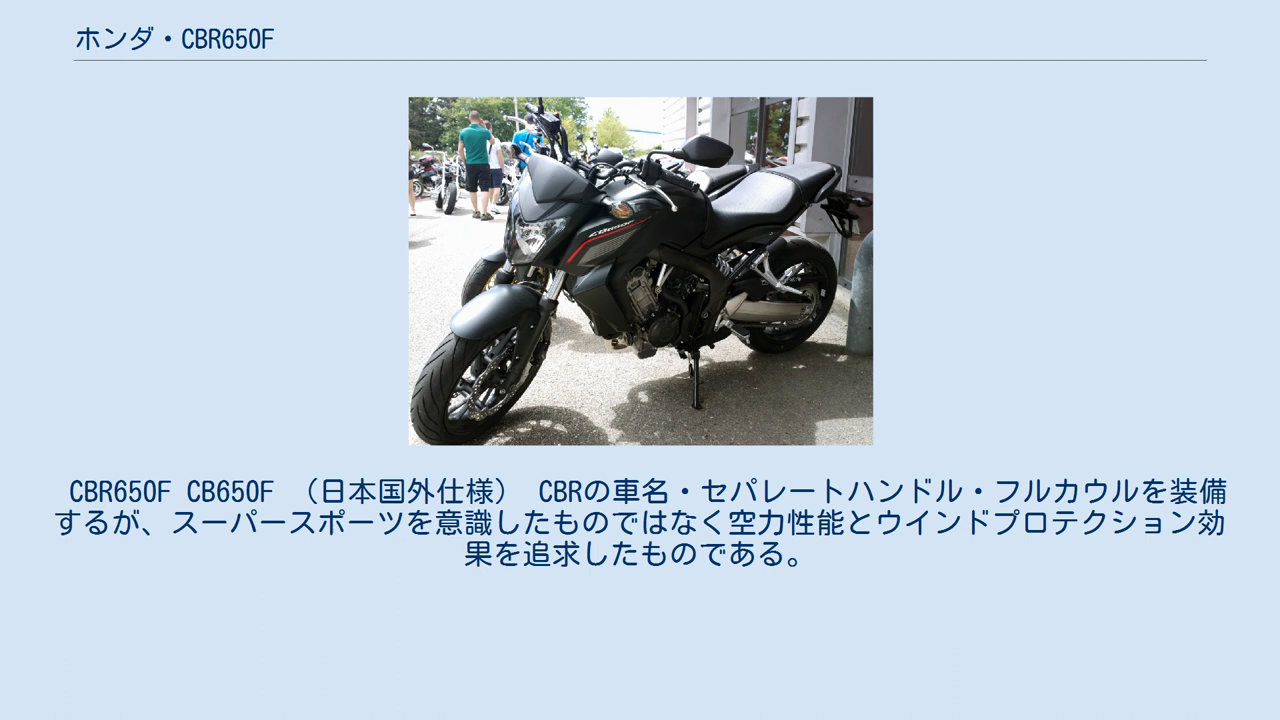 ホンダ・CBR650F
CBR650F CB650F （日本国外仕様） CBRの車名・セパレートハンドル・フルカウルを装備
するが、スーパースポーツを意識したものではなく空力性能とウインドプロテクション効
果を追求したものである。